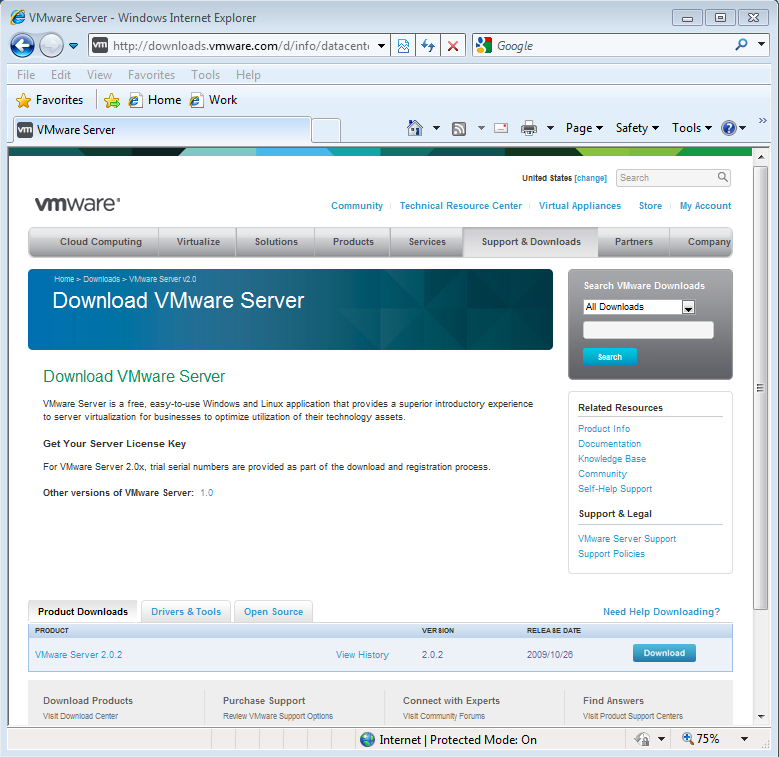 VMware Server - Windows Internet Explorer
http://downloads.vmware.com/d/info/datacent
Google
File Edit View Favorites Tools Help
Favorites Home Work
VMware Server
Page Safety Tools
United States [change] Search
vmware
Community Technical Resource Center Virtual Appliances Store My Account
Cloud Computing Virtualize Solutions Products Services Support & Downloads Partners Company
Home > Downloads > VMware Server v2.0
Download VMware Server
Search VMware Downloads
All Downloads
Search
Download VMware Server
VMware Server is a free, easy-to-use Windows and Linux application that provides a superior introductory experience
to server virtualization for businesses to optimize utilization of their technology assets.
Get Your Server License Key
For VMware Server 2.0x, trial serial numbers are provided as part of the download and registration process.
Other versions of VMware Server: 1.0
Related Resources
Product Info
Documentation
Knowledge Base
Community
Self-Help Support
Support & Legal
VMware Server Support
Support Policies
Product Downloads Drivers & Tools Open Source Need Help Downloading?
PRODUCT VERSION RELEASE DATE
VMware Server 2.0.2 View History 2.0.2 2009/10/26 Download
Download Products Purchase Support Connect with Experts Find Answers
Visit Download Center Review VMware Support Options Visit Community Forums Visit Product Support Centers
Internet | Protected Mode: On 75%